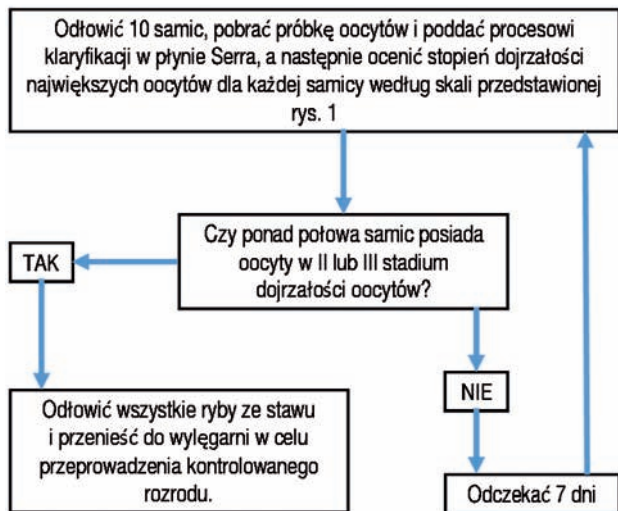 Odłowić 10 samic, pobrać próbkę oocytów i poddać procesowi
klaryfikacji w płynie Serra, a następnie ocenić stopień dojrzałości
największych oocytów dla każdej samicy według skali przedstawionej
rys. 1
Czy ponad połowa samic posiada
oocyty w II lub III stadium
dojrzałości oocytów?
TAK
NIE
Odłowić wszystkie ryby ze stawu
i przenieść do wylęgarni w celu
przeprowadzenia kontrolowanego
rozrodu.
Odczekać 7 dni